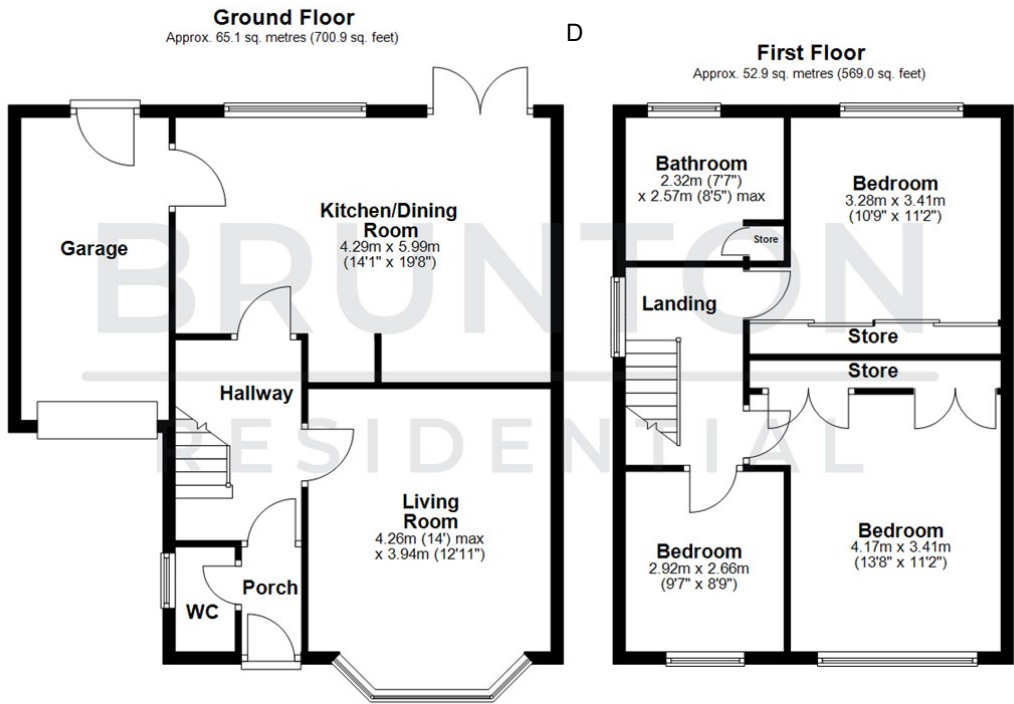 Ground Floor
Approx. 65.1 sq. metres (700.9 sq. feet)
D
First Floor
Approx. 52.9 sq. metres (569.0 sq. feet)
Garage
Kitchen/Dining
Room
4.29m x 5.99m
(14'1" x 19'8")
Hallway
Living
Room
4.26m (14') max
x 3.94m (12'11")
Porch
WC
Bathroom
2.32m (7'7")
x 2.57m (8'5") max
Store
Bedroom
3.28m x 3.41m
(10'9" x 11'2")
Landing
Store
Store
Bedroom
2.92m x 2.66m
(9'7" x 8'9")
Bedroom
4.17m x 3.41m
(13'8" x 11'2")
BRUNTON
RESIDENTIAL